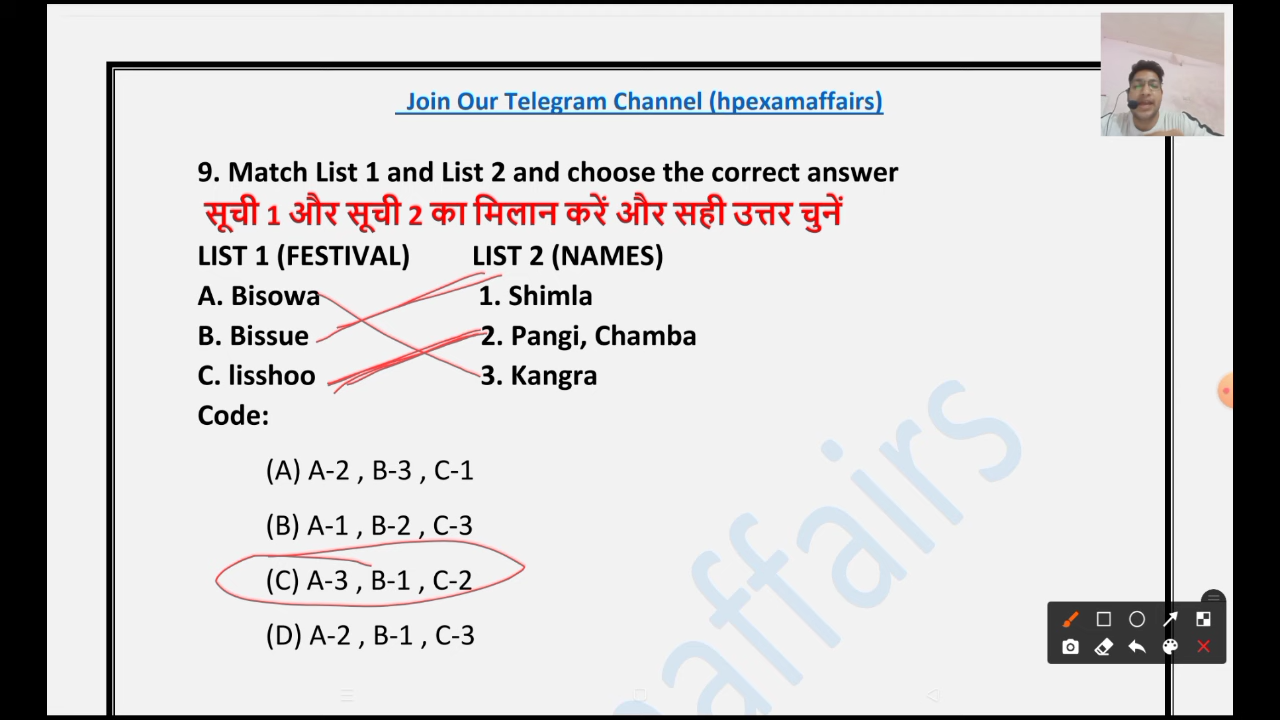 Join Our Telegram Channel (hpexamaffairs)
9. Match List 1 and List 2 and choose the correct answer
सूची 1 और सूची 2 का मिलान करें और सही उत्तर चुनें
LIST 1 (FESTIVAL) LIST 2 (NAMES)
A. Bisowa 1. Shimla
B. Bissue 2. Pangi, Chamba
C. lisshoo 3. Kangra
Code:
(A) A-2 , B-3 , C-1
(B) A-1 , B-2 , C-3
(C) A-3 , B-1 , C-2
(D) A-2 , B-1 , C-3
affairs